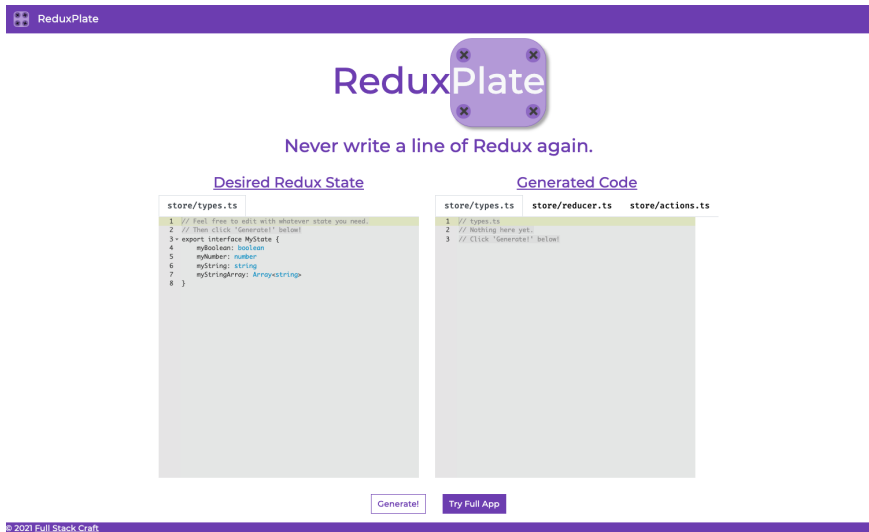 ReduxPlate
ReduxPlate
Never write a line of Redux again.
Desired Redux State
store/types.ts
1 // Feel free to edit with whatever state you need.
2 // Then click 'Generate!' below!
3 export interface MyState {
4 myBoolean: boolean
5 myNumber: number
6 myString: string
7 myStringArray: Array<string>
8 }
Generated Code
store/types.ts store/reducer.ts store/actions.ts
1 // types.ts
2 // Nothing here yet.
3 // Click 'Generate!' below!
Generate! Try Full App
© 2021 Full Stack Craft